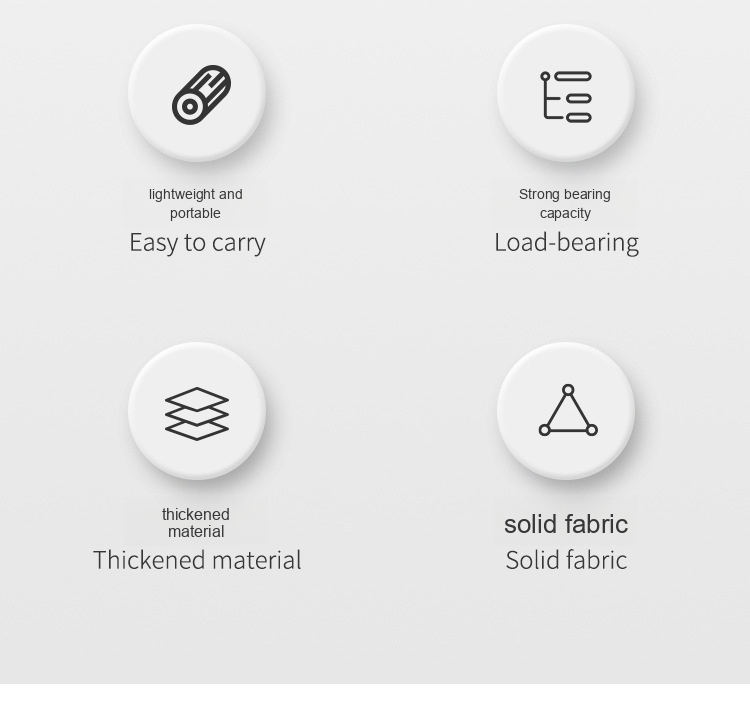 lightweight and
portable
Easy to carry
Strong bearing
capacity
Load-bearing
thickened
material
Thickened material
solid fabric
Solid fabric